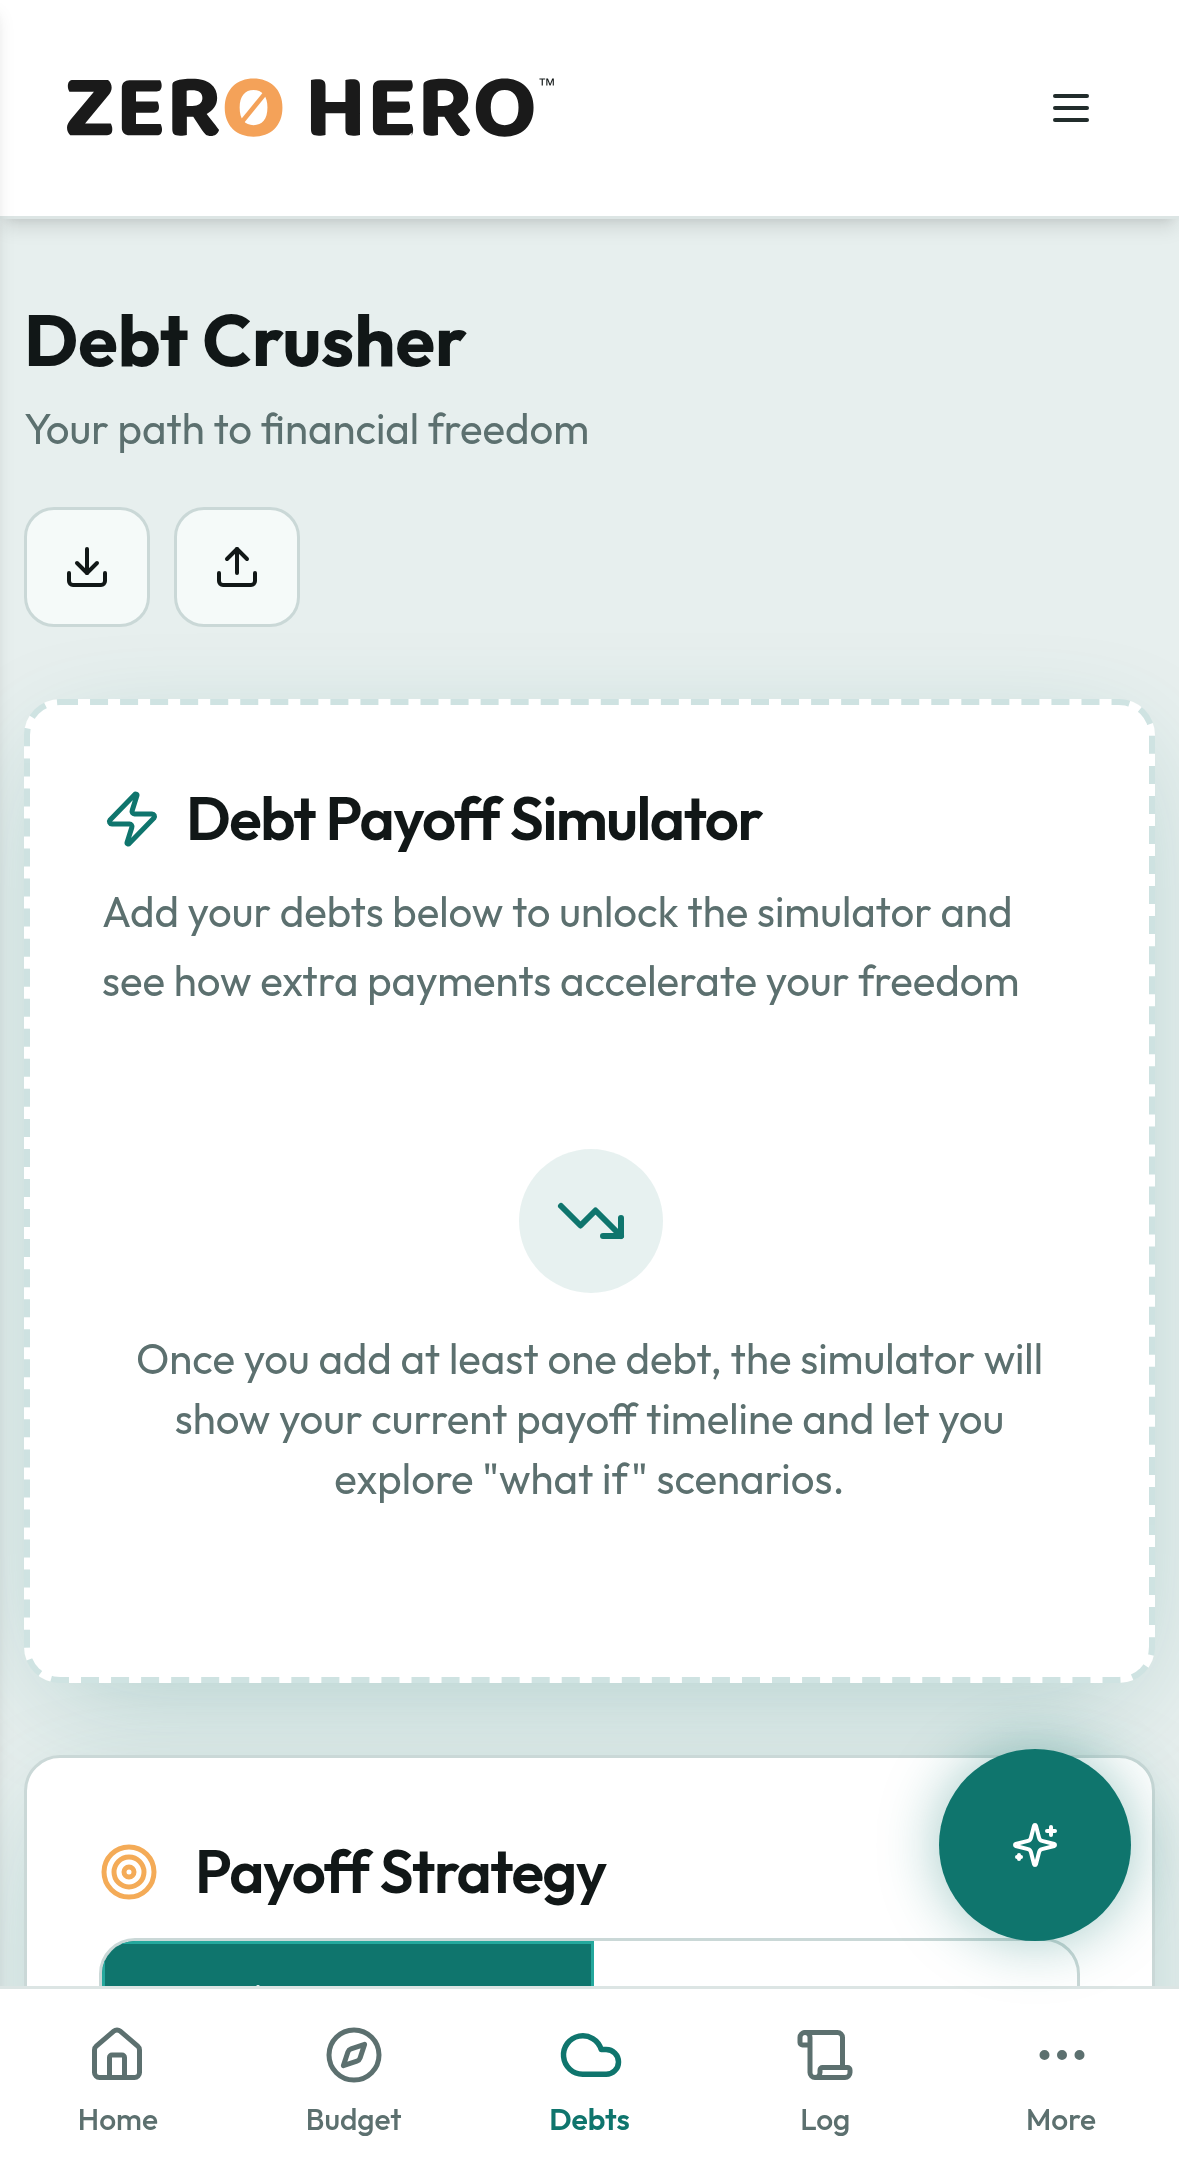 ZERØ HERO™
Debt Crusher
Your path to financial freedom
Debt Payoff Simulator
Add your debts below to unlock the simulator and
see how extra payments accelerate your freedom
Once you add at least one debt, the simulator will
show your current payoff timeline and let you
explore "what if" scenarios.
Payoff Strategy
Home
Budget
Debts
Log
More